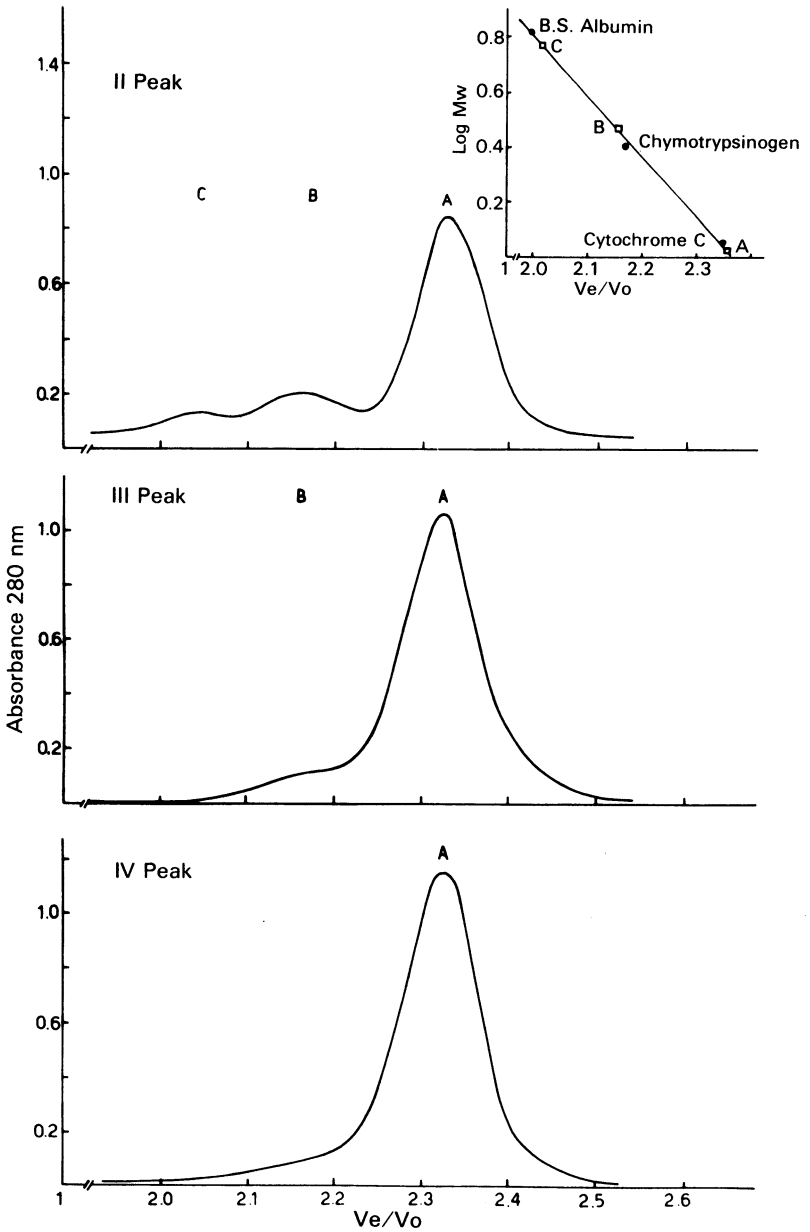 II Peak
1.4
1.0
0.6
0.2
C B A
0.8
0.6
0.4
0.2
Log Mw
B.S. Albumin
C
B
Chymotrypsinogen
Cytochrome C
A
1 2.0 2.1 2.2 2.3
Ve/Vo
III Peak
B A
1.0
0.6
0.2
Absorbance 280 nm
IV Peak
A
1.0
0.6
0.2
1 2.0 2.1 2.2 2.3 2.4 2.5 2.6
Ve/Vo